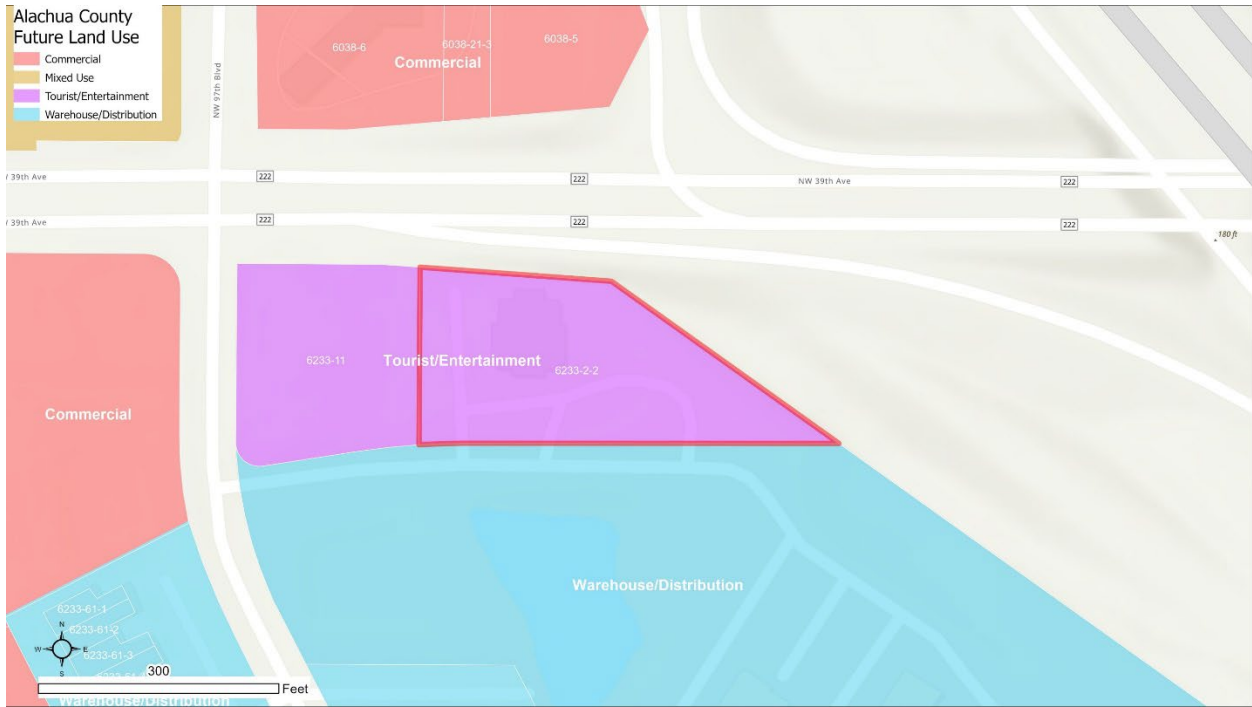 Alachua County
Future Land Use
Commercial
Mixed Use
Tourist/Entertainment
Warehouse/Distribution
6038-6
6038-21-3
6038-5
Commercial
NW 97th Blvd
39th Ave
222
222
NW 39th Ave
222
39th Ave
222
222
222
180 ft
6233-11
Tourist/Entertainment
6233-2-2
Commercial
Warehouse/Distribution
6233-61-1
6233-61-2
6233-61-3
N
W
E
S
300
Feet
Warehouse/Distribution